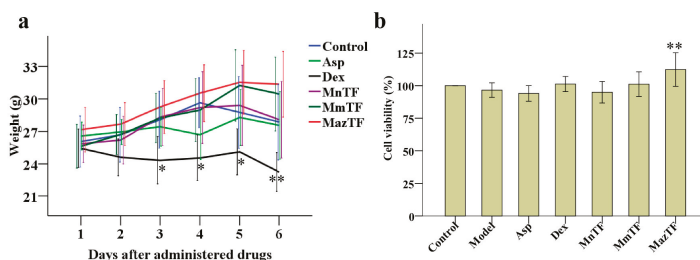 a
Weight (g)
33
30
27
24
21
1 2 3 4 5 6
Days after administered drugs
* * * **
Control
Asp
Dex
MnTF
MmTF
MazTF
b
Cell viability (%)
125
100
75
50
25
0
**
Control Model Asp Dex MnTF MmTF MazTF